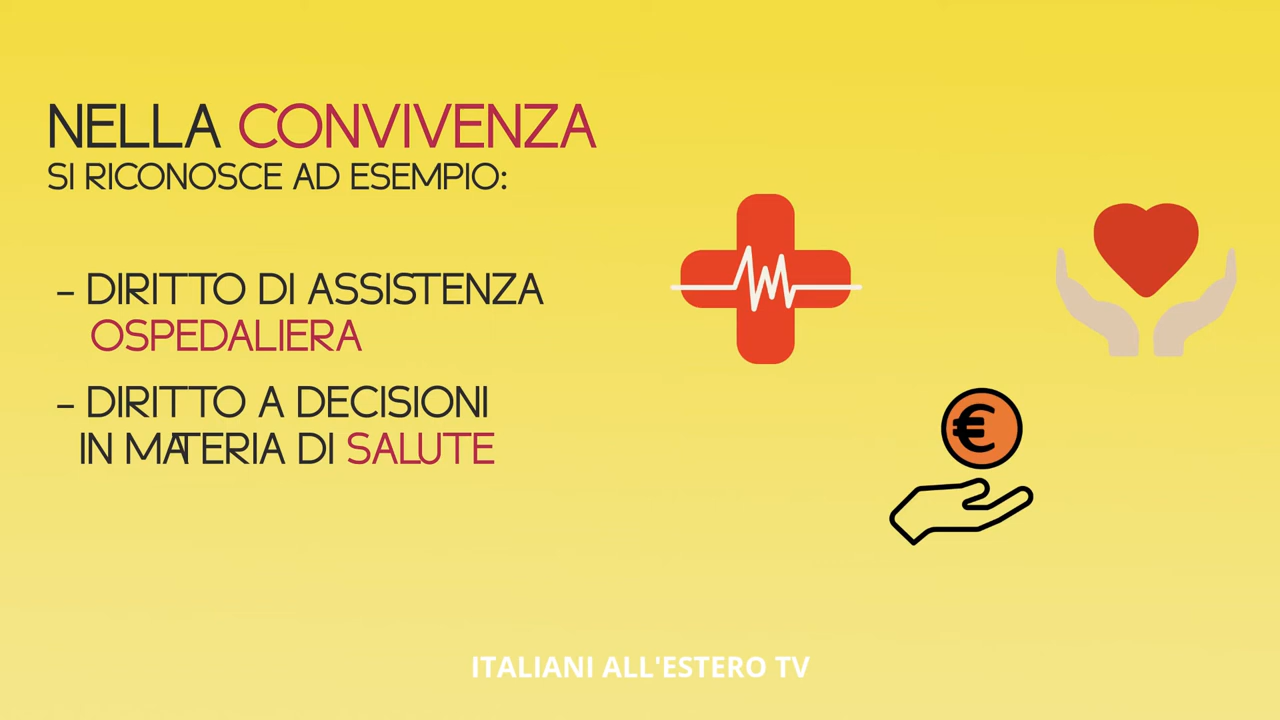 NELLA CONVIVENZA
SI RICONOSCE AD ESEMPIO:
– DIRITTO DI ASSISTENZA
OSPEDALIERA
– DIRITTO A DECISIONI
IN MATERIA DI SALUTE
€
ITALIANI ALL'ESTERO TV